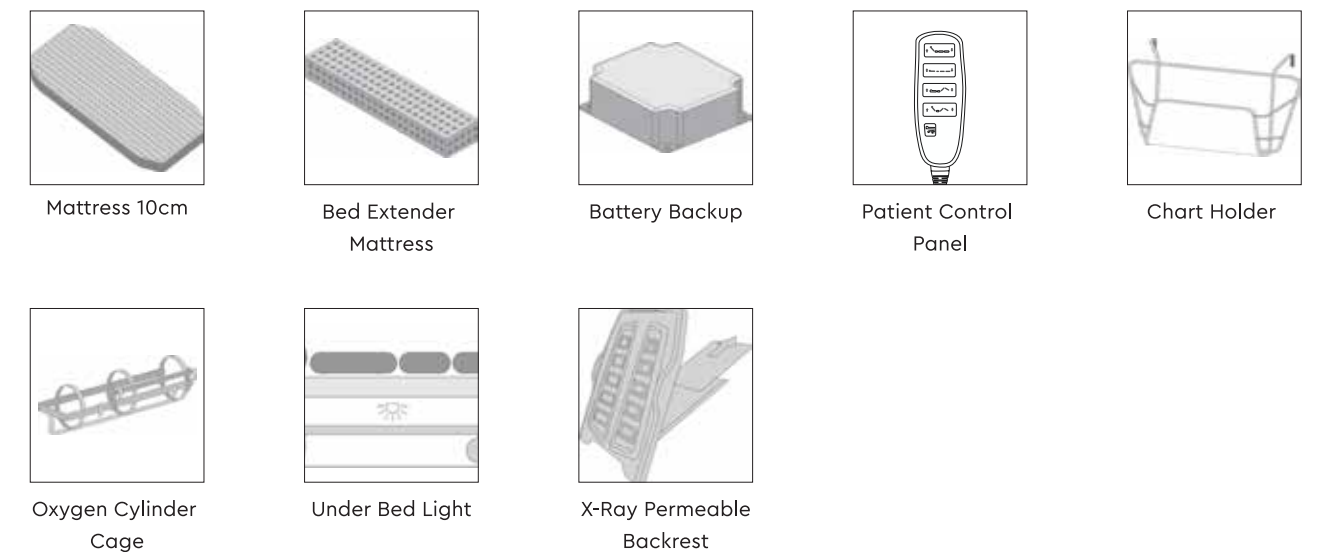 Mattress 10cm
Bed Extender
Mattress
Battery Backup
Patient Control
Panel
Chart Holder
Oxygen Cylinder
Cage
Under Bed Light
X-Ray Permeable
Backrest